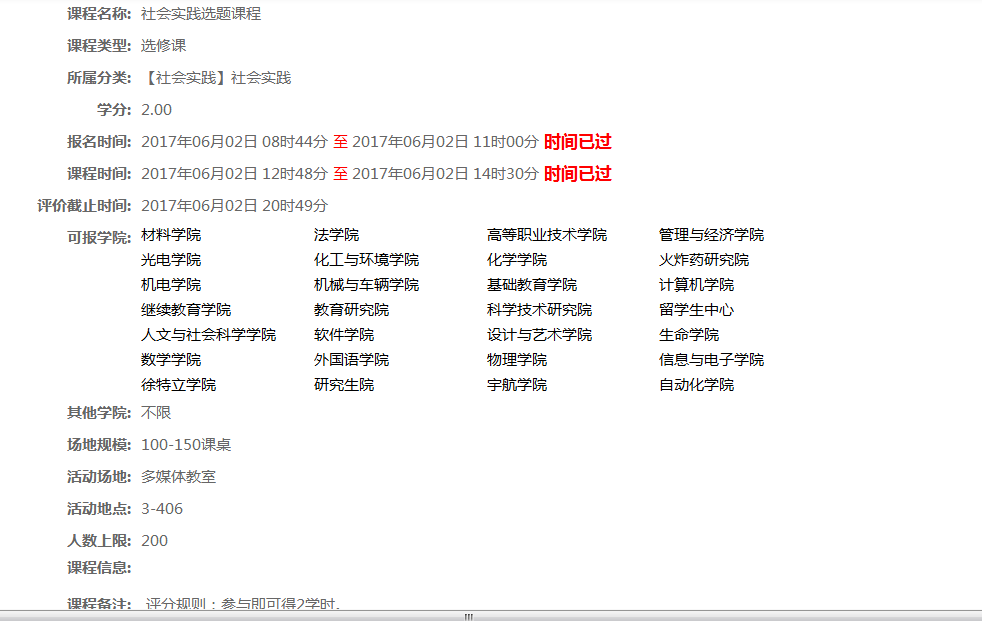 课程名称: 社会实践选题课程
课程类型: 选修课
所属分类: 【社会实践】社会实践
学分: 2.00
报名时间: 2017年06月02日 08时44分 至 2017年06月02日 11时00分 时间已过
课程时间: 2017年06月02日 12时48分 至 2017年06月02日 14时30分 时间已过
评价截止时间: 2017年06月02日 20时49分
可报学院: 材料学院 法学院 高等职业技术学院 管理与经济学院
光电学院 化工与环境学院 化学学院 火炸药研究院
机电学院 机械与车辆学院 基础教育学院 计算机学院
继续教育学院 教育研究院 科学技术研究院 留学生中心
人文与社会科学学院 软件学院 设计与艺术学院 生命学院
数学学院 外国语学院 物理学院 信息与电子学院
徐特立学院 研究生院 宇航学院 自动化学院
其他学院: 不限
场地规模: 100-150课桌
活动场地: 多媒体教室
活动地点: 3-406
人数上限: 200
课程信息:
课程备注: 评分规则：参与即可得2学时.